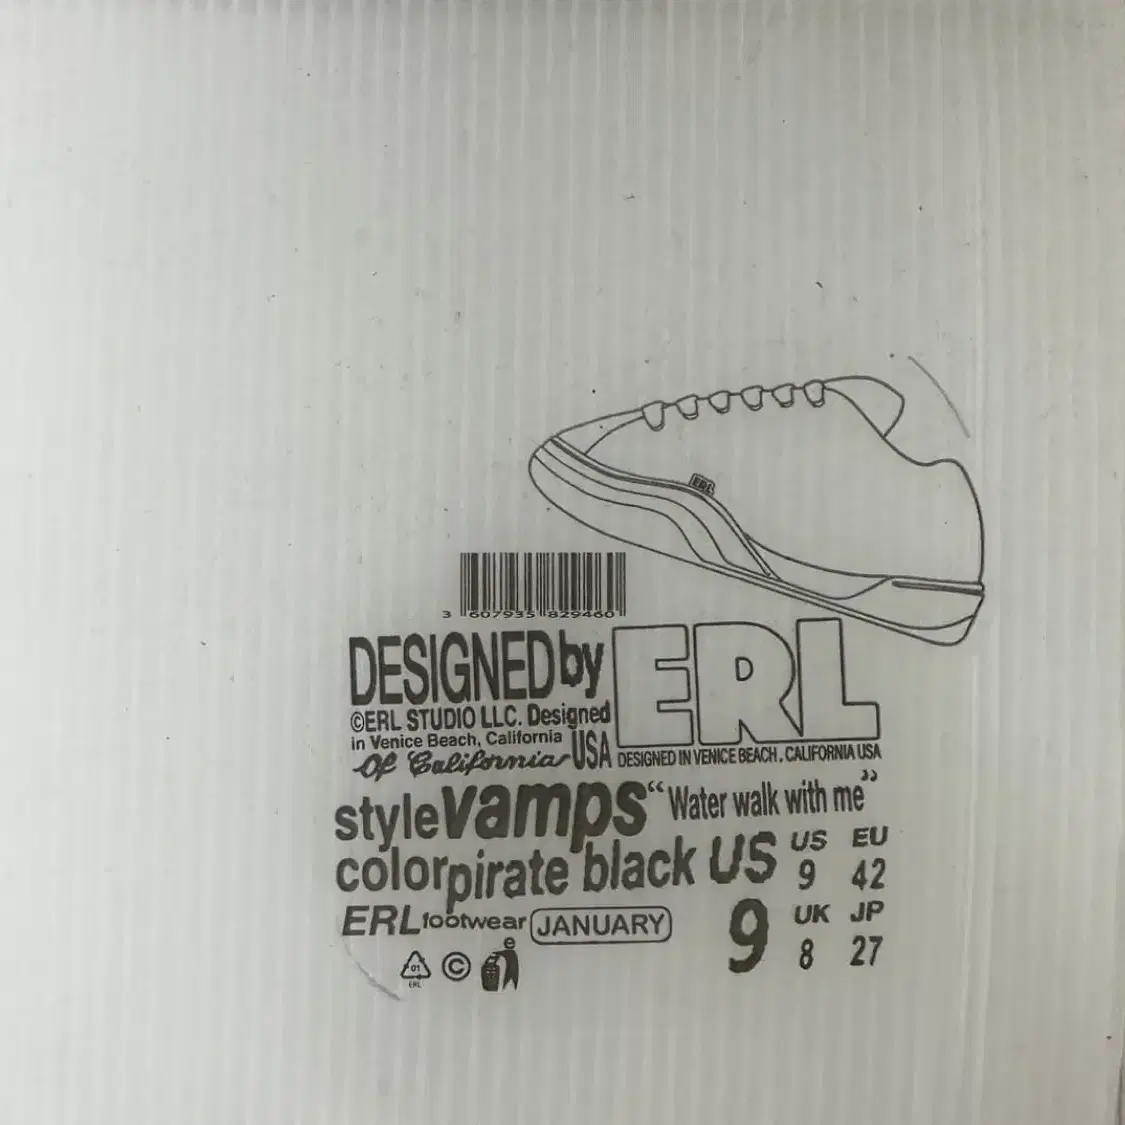 ERL
3 607935 829460
DESIGNED by ERL
©ERL STUDIO LLC. Designed
in Venice Beach, California
Of California USA
DESIGNED IN VENICE BEACH. CALIFORNIA USA
style vamps “Water walk with me”
color pirate black US 9
US 9 EU 42
UK 8 JP 27
ERL footwear JANUARY
01
ERL
©
e